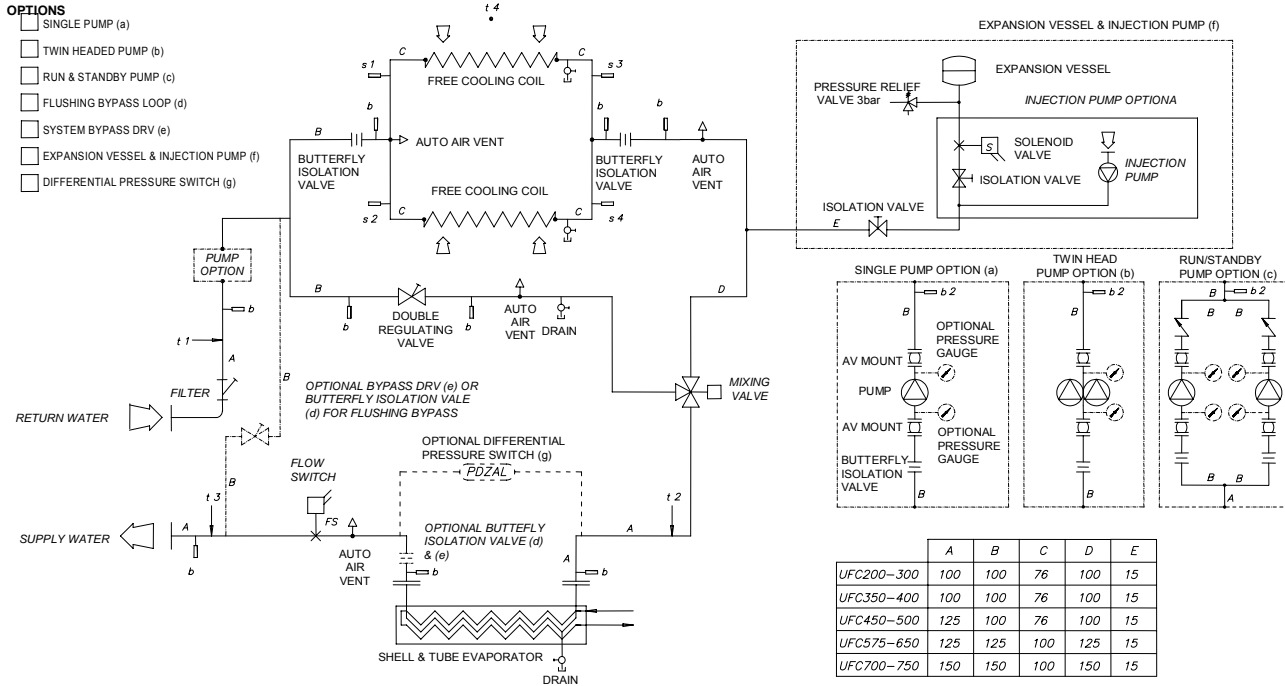 OPTIONS
SINGLE PUMP (a)
TWIN HEADED PUMP (b)
RUN & STANDBY PUMP (c)
FLUSHING BYPASS LOOP (d)
SYSTEM BYPASS DRV (e)
EXPANSION VESSEL & INJECTION PUMP (f)
DIFFERENTIAL PRESSURE SWITCH (g)
t 4
C
C
s 1
s 3
FREE COOLING COIL
b
b
b
B
AUTO AIR VENT
BUTTERFLY
ISOLATION
VALVE
BUTTERFLY
ISOLATION
VALVE
AUTO
AIR
VENT
FREE COOLING COIL
s 2
C
C
s 4
EXPANSION VESSEL & INJECTION PUMP (f)
EXPANSION VESSEL
PRESSURE RELIEF
VALVE 3bar
INJECTION PUMP OPTIONA
S
SOLENOID
VALVE
ISOLATION VALVE
INJECTION
PUMP
ISOLATION VALVE
E
PUMP
OPTION
b
t 1
A
FILTER
RETURN WATER
B
B
b
DOUBLE
REGULATING
VALVE
b
AUTO
AIR
VENT
DRAIN
D
MIXING
VALVE
OPTIONAL BYPASS DRV (e) OR
BUTTERFLY ISOLATION VALE
(d) FOR FLUSHING BYPASS
OPTIONAL DIFFERENTIAL
PRESSURE SWITCH (g)
PDZAL
FLOW
SWITCH
FS
B
t 3
A
SUPPLY WATER
b
AUTO
AIR
VENT
OPTIONAL BUTTEFLY
ISOLATION VALVE (d)
& (e)
b
A
A
t 2
b
SHELL & TUBE EVAPORATOR
DRAIN
SINGLE PUMP OPTION (a)
b 2
B
OPTIONAL
PRESSURE
GAUGE
AV MOUNT
PUMP
AV MOUNT
OPTIONAL
PRESSURE
GAUGE
BUTTERFLY
ISOLATION
VALVE
B
TWIN HEAD
PUMP OPTION (b)
b 2
B
B
RUN/STANDBY
PUMP OPTION (c)
b 2
B
B B
B B
A
A B C D E
UFC200-300 100 100 76 100 15
UFC350-400 100 100 76 100 15
UFC450-500 125 100 76 100 15
UFC575-650 125 125 100 125 15
UFC700-750 150 150 100 150 15